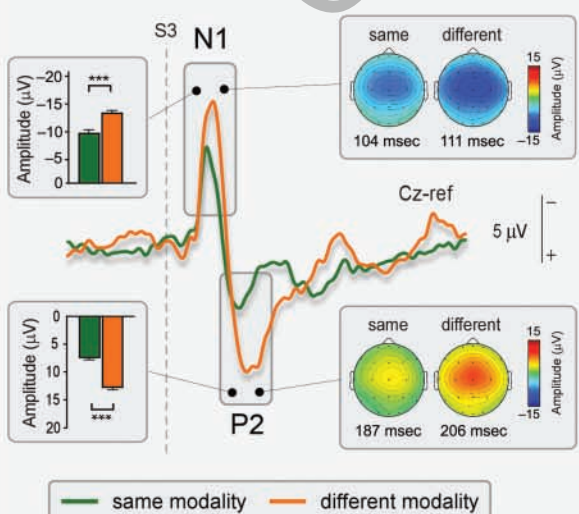 S3
N1
Amplitude (µV)
−20
−15
−10
−5
0
***
same
different
104 msec
111 msec
15
−15
Amplitude (µV)
Cz-ref
5 µV
−
+
Amplitude (µV)
0
5
10
15
20
***
P2
same
different
187 msec
206 msec
15
−15
Amplitude (µV)
same modality
different modality